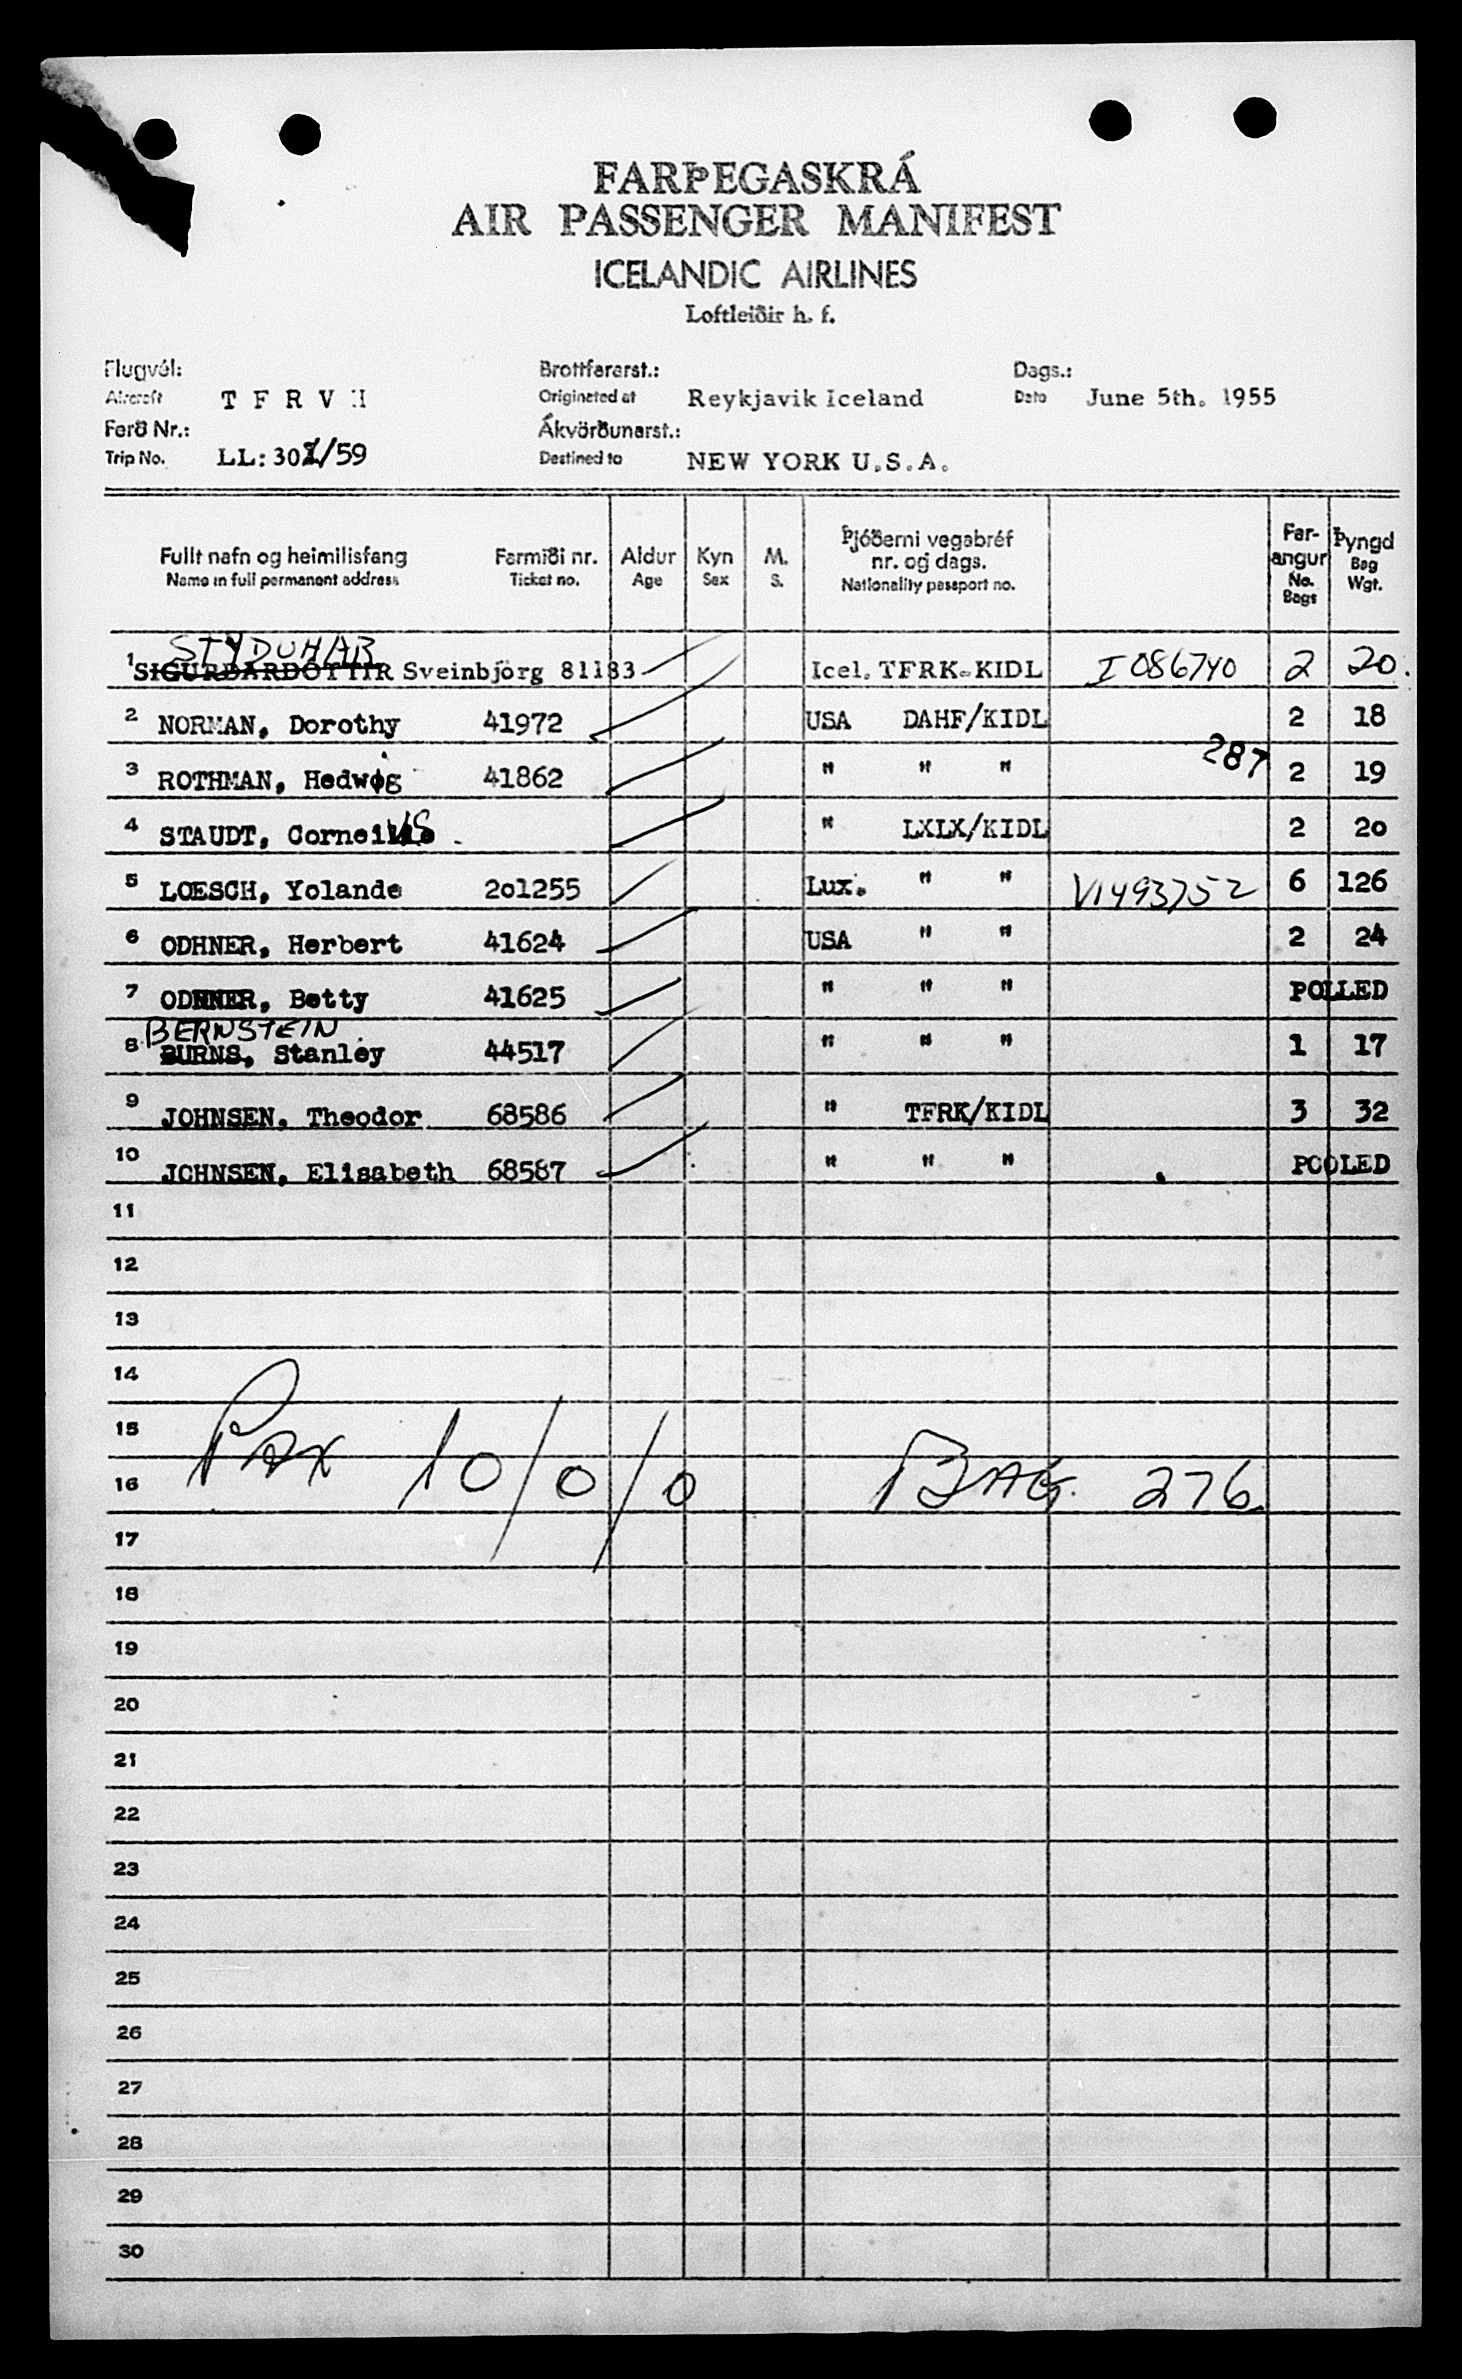 FARÞEGASKRÁ
AIR PASSENGER MANIFEST
ICELANDIC AIRLINES
Loftleiðir h. f.
Flugvél: Brottfararst.: Dags.:
Aircraft T F R V H Originated at Reykjavik Iceland Date June 5th. 1955
Ferð Nr.: Ákvörðunarst.:
Trip No. LL: 302/59 Destined to NEW YORK U.S.A.
Fullt nafn og heimilisfang Farmiði nr. Aldur Kyn M. Þjóðerni vegabréf nr. og dags. Far-angur Þyngd
Name in full permanent address Ticket no. Age Sex S. Nationality passport no. No. Bags Bag Wgt.
STYDUHAR
1 SIGURDARDÓTTIR Sveinbjörg 81183 Icel. TFRK-KIDL I 086740 2 20.
2 NORMAN, Dorothy 41972 USA DAHF/KIDL 2 18
3 ROTHMAN, Hedwig 41862 " " " 287 2 19
4 STAUDT, Corneilus " LXLX/KIDL 2 20
5 LOESCH, Yolande 201255 Lux. " " V1493752 6 126
6 ODHNER, Herbert 41624 USA " " 2 24
7 ODHNER, Betty 41625 " " " POLLED
BERNSTEIN
8 BURNS, Stanley 44517 " " " 1 17
9 JOHNSEN, Theodor 68586 " TFRK/KIDL 3 32
10 JOHNSEN, Elisabeth 68587 " " " POOLED
11
12
13
14
15
Pax 10/0/0 BAG. 276
16
17
18
19
20
21
22
23
24
25
26
27
28
29
30